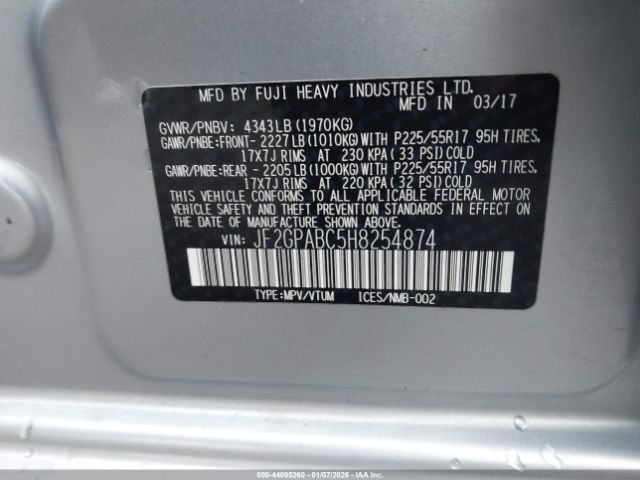 MFD BY FUJI HEAVY INDUSTRIES LTD.
MFD IN 03/17
GVWR/PNBV: 4343LB(1970KG)
GAWR/PNBE:FRONT- 2227LB(1010KG)WITH P225/55R17 95H TIRES,
17X7J RIMS AT 230 KPA(33 PSI)COLD
GAWR/PNBE:REAR - 2205LB(1000KG)WITH P225/55R17 95H TIRES,
17X7J RIMS AT 220 KPA(32 PSI)COLD
THIS VEHICLE CONFORMS TO ALL APPLICABLE FEDERAL MOTOR
VEHICLE SAFETY AND THEFT PREVENTION STANDARDS IN EFFECT
ON THE DATE OF MANUFACTURE SHOWN ABOVE.
VIN: JF2GPABC5H8254874
TYPE:MPV/VTUM ICES/NMB-002
000-44095260 - 01/07/2026 - IAAI.COM